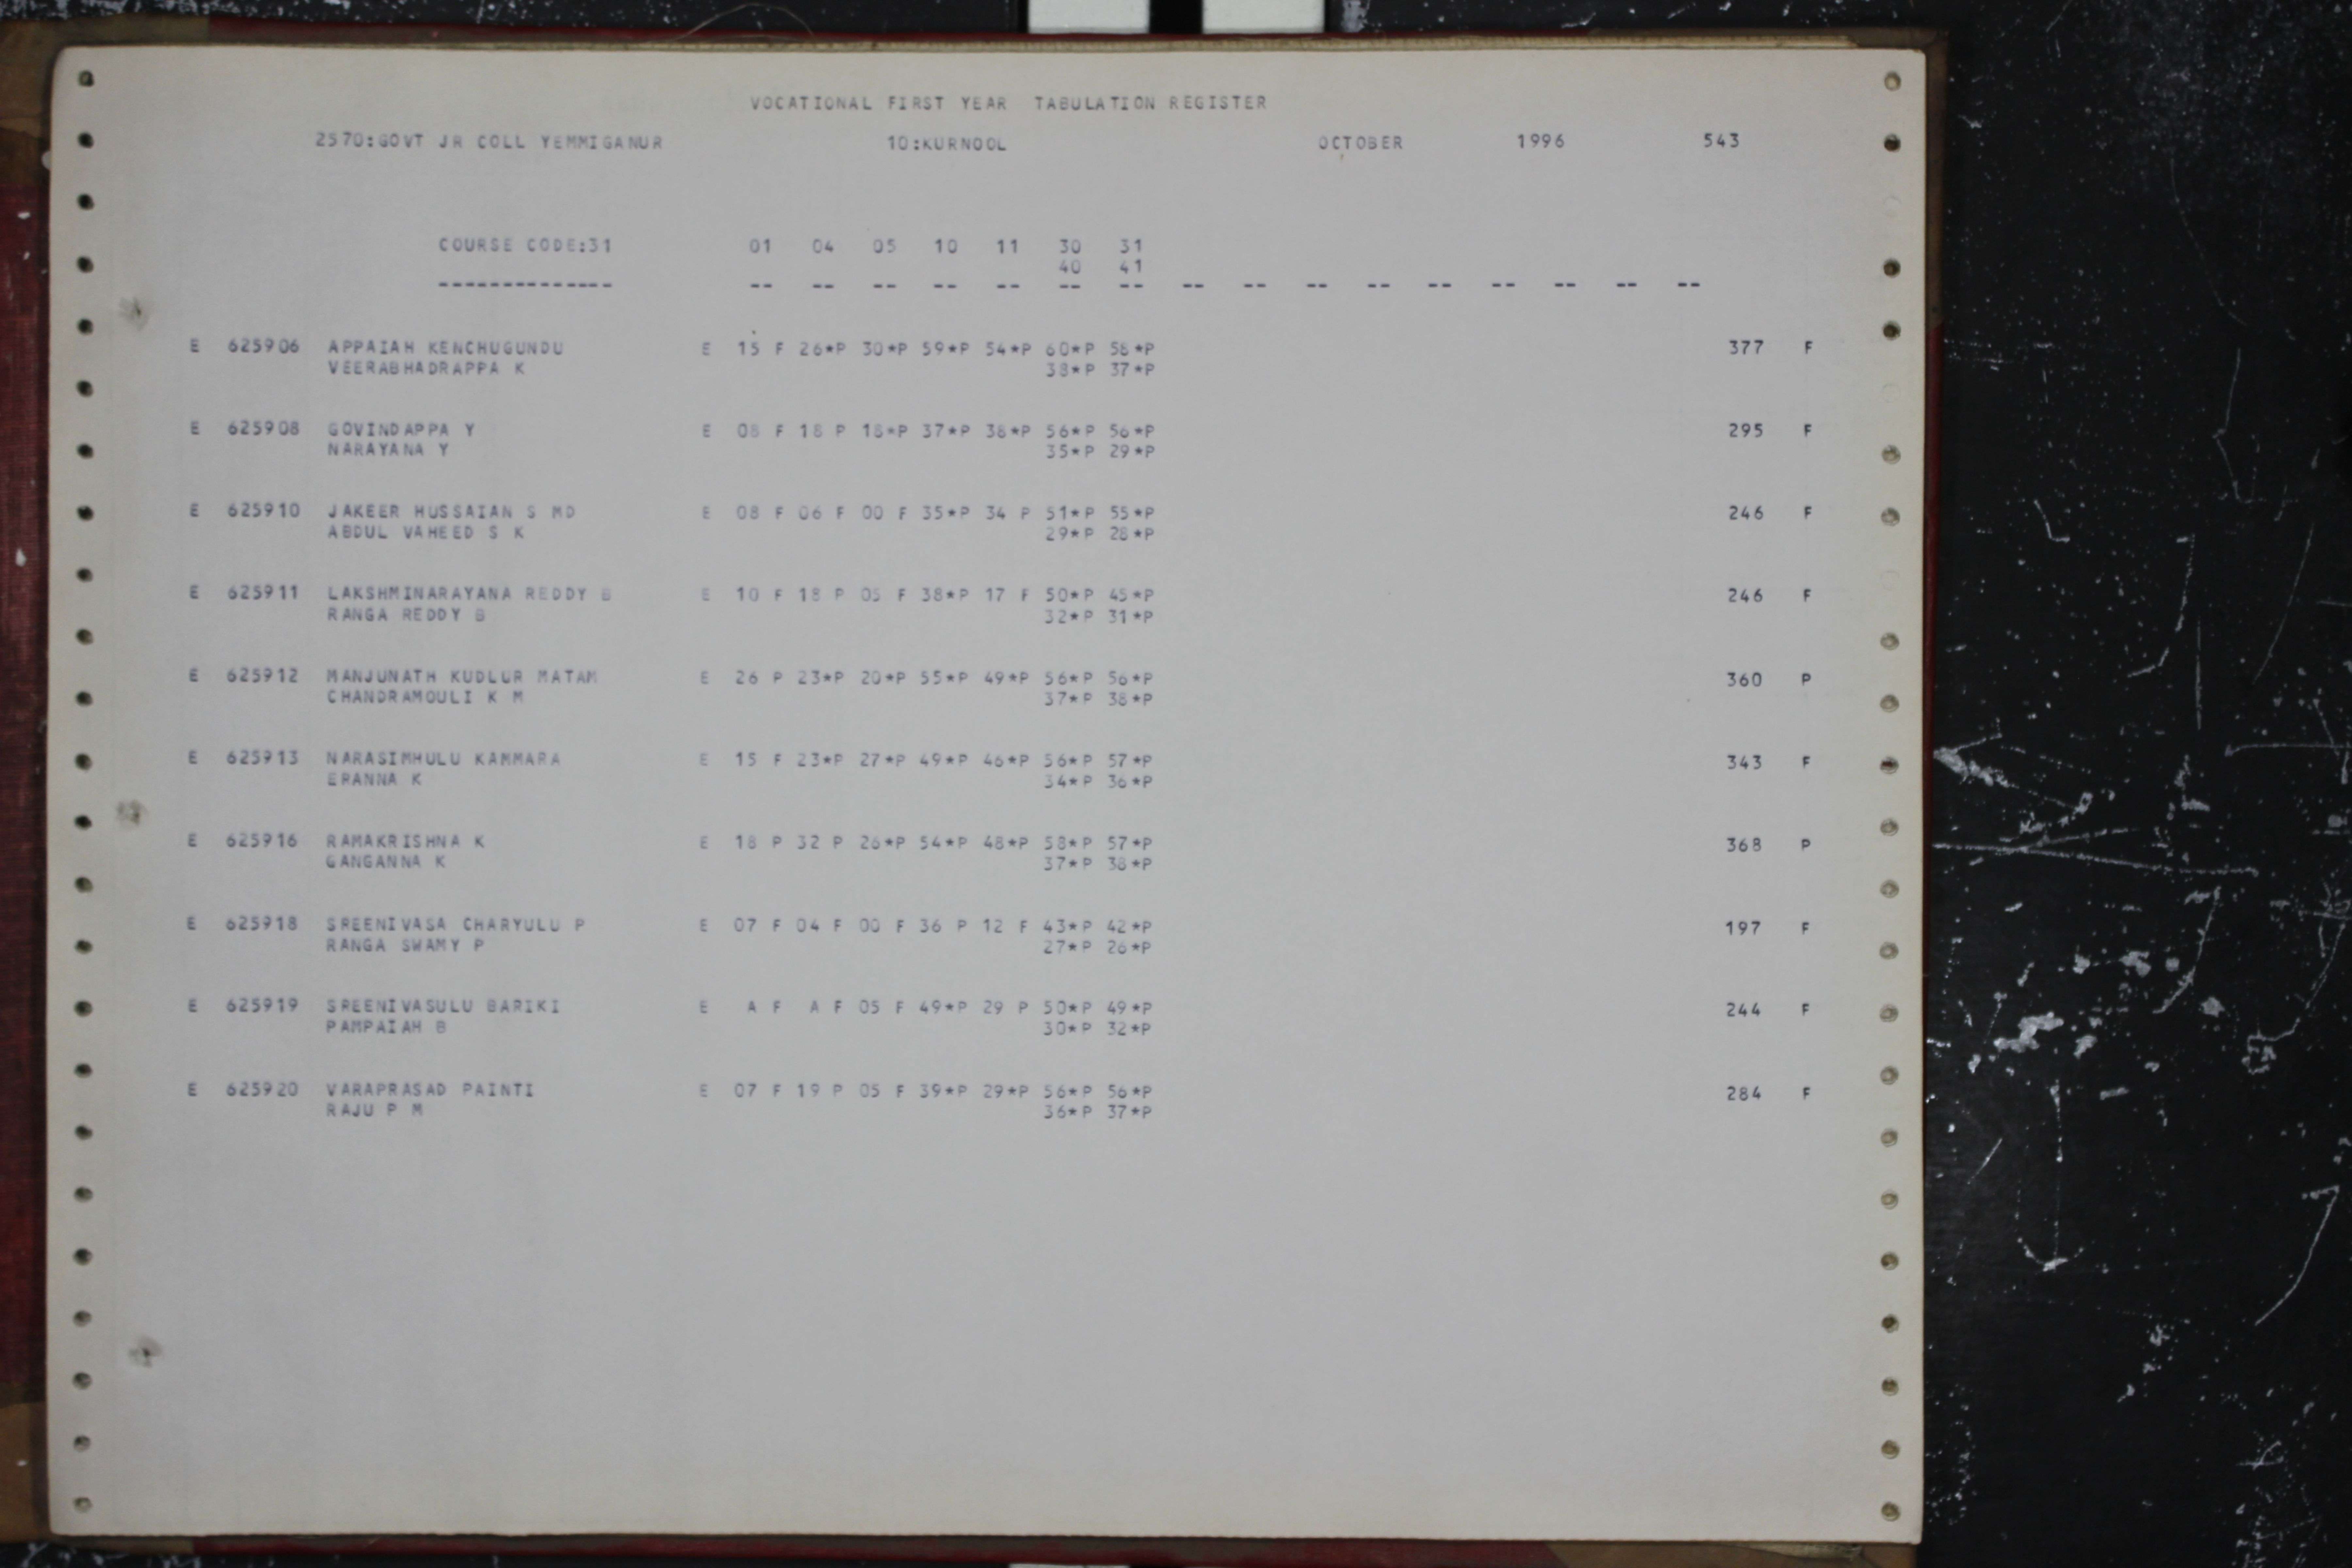 VOCATIONAL FIRST YEAR TABULATION REGISTER
2570:GOVT JR COLL YEMMIGANUR 10:KURNOOL OCTOBER 1996 543
COURSE CODE:31 01 04 05 10 11 30 31
40 41
-------------- -- -- -- -- -- -- -- -- -- -- -- -- -- -- -- --
E 625906 APPAIAH KENCHUGUNDU E 15 F 26*P 30*P 59*P 54*P 60*P 58*P 377 F
VEERABHADRAPPA K 38*P 37*P
E 625908 GOVINDAPPA Y E 08 F 18 P 18*P 37*P 38*P 56*P 56*P 295 F
NARAYANA Y 35*P 29*P
E 625910 JAKEER HUSSAIAN S MD E 08 F 06 F 00 F 35*P 34 P 51*P 55*P 246 F
ABDUL VAHEED S K 29*P 28*P
E 625911 LAKSHMINARAYANA REDDY B E 10 F 18 P 05 F 38*P 17 F 50*P 45*P 246 F
RANGA REDDY B 32*P 31*P
E 625912 MANJUNATH KUDLUR MATAM E 26 P 23*P 20*P 55*P 49*P 56*P 56*P 360 P
CHANDRAMOULI K M 37*P 38*P
E 625913 NARASIMHULU KAMMARA E 15 F 23*P 27*P 49*P 46*P 56*P 57*P 343 F
ERANNA K 34*P 36*P
E 625916 RAMAKRISHNA K E 18 P 32 P 26*P 54*P 48*P 58*P 57*P 368 P
GANGANNA K 37*P 38*P
E 625918 SREENIVASA CHARYULU P E 07 F 04 F 00 F 36 P 12 F 43*P 42*P 197 F
RANGA SWAMY P 27*P 26*P
E 625919 SREENIVASULU BARIKI E A F A F 05 F 49*P 29 P 50*P 49*P 244 F
PAMPAIAH B 30*P 32*P
E 625920 VARAPRASAD PAINTI E 07 F 19 P 05 F 39*P 29*P 56*P 56*P 284 F
RAJU P M 36*P 37*P